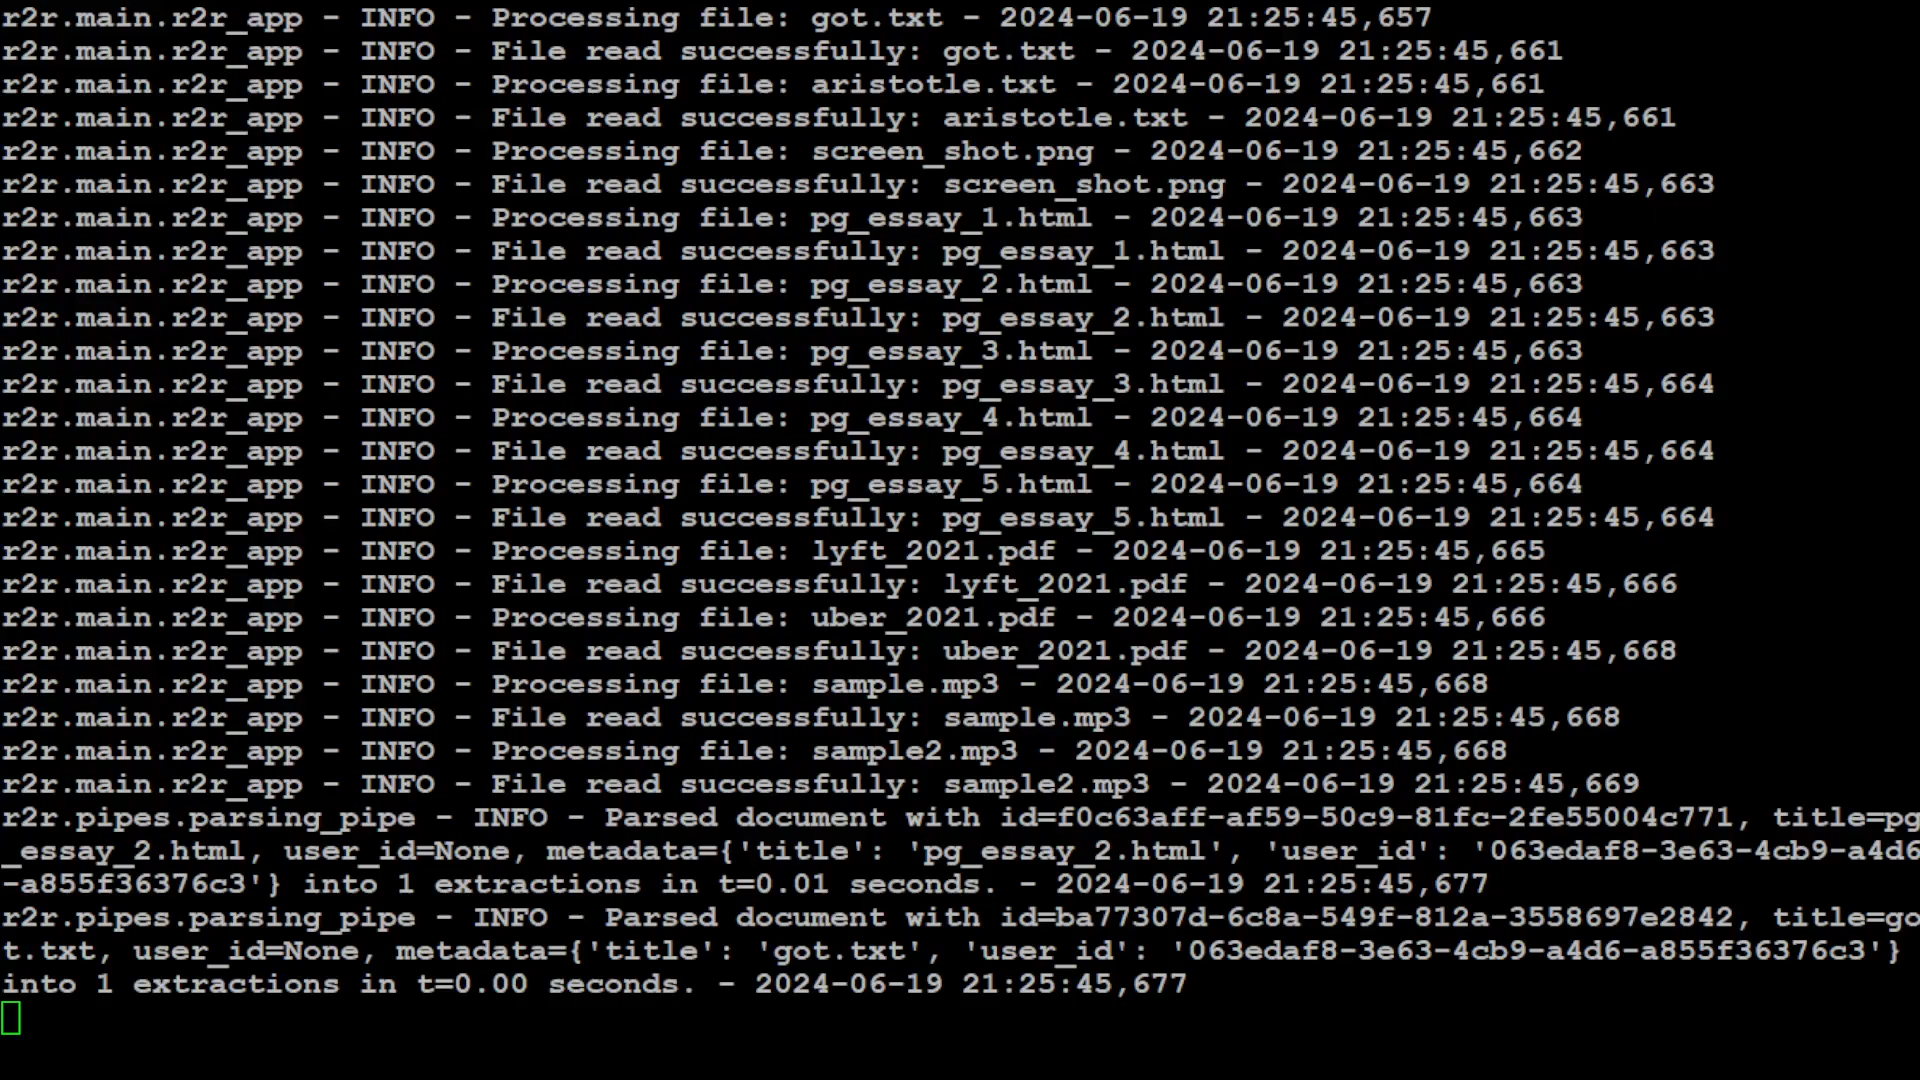 r2r.main.r2r_app - INFO - Processing file: got.txt - 2024-06-19 21:25:45,657
r2r.main.r2r_app - INFO - File read successfully: got.txt - 2024-06-19 21:25:45,661
r2r.main.r2r_app - INFO - Processing file: aristotle.txt - 2024-06-19 21:25:45,661
r2r.main.r2r_app - INFO - File read successfully: aristotle.txt - 2024-06-19 21:25:45,661
r2r.main.r2r_app - INFO - Processing file: screen_shot.png - 2024-06-19 21:25:45,662
r2r.main.r2r_app - INFO - File read successfully: screen_shot.png - 2024-06-19 21:25:45,663
r2r.main.r2r_app - INFO - Processing file: pg_essay_1.html - 2024-06-19 21:25:45,663
r2r.main.r2r_app - INFO - File read successfully: pg_essay_1.html - 2024-06-19 21:25:45,663
r2r.main.r2r_app - INFO - Processing file: pg_essay_2.html - 2024-06-19 21:25:45,663
r2r.main.r2r_app - INFO - File read successfully: pg_essay_2.html - 2024-06-19 21:25:45,663
r2r.main.r2r_app - INFO - Processing file: pg_essay_3.html - 2024-06-19 21:25:45,663
r2r.main.r2r_app - INFO - File read successfully: pg_essay_3.html - 2024-06-19 21:25:45,664
r2r.main.r2r_app - INFO - Processing file: pg_essay_4.html - 2024-06-19 21:25:45,664
r2r.main.r2r_app - INFO - File read successfully: pg_essay_4.html - 2024-06-19 21:25:45,664
r2r.main.r2r_app - INFO - Processing file: pg_essay_5.html - 2024-06-19 21:25:45,664
r2r.main.r2r_app - INFO - File read successfully: pg_essay_5.html - 2024-06-19 21:25:45,664
r2r.main.r2r_app - INFO - Processing file: lyft_2021.pdf - 2024-06-19 21:25:45,665
r2r.main.r2r_app - INFO - File read successfully: lyft_2021.pdf - 2024-06-19 21:25:45,666
r2r.main.r2r_app - INFO - Processing file: uber_2021.pdf - 2024-06-19 21:25:45,666
r2r.main.r2r_app - INFO - File read successfully: uber_2021.pdf - 2024-06-19 21:25:45,668
r2r.main.r2r_app - INFO - Processing file: sample.mp3 - 2024-06-19 21:25:45,668
r2r.main.r2r_app - INFO - File read successfully: sample.mp3 - 2024-06-19 21:25:45,668
r2r.main.r2r_app - INFO - Processing file: sample2.mp3 - 2024-06-19 21:25:45,668
r2r.main.r2r_app - INFO - File read successfully: sample2.mp3 - 2024-06-19 21:25:45,669
r2r.pipes.parsing_pipe - INFO - Parsed document with id=f0c63aff-af59-50c9-81fc-2fe55004c771, title=pg
_essay_2.html, user_id=None, metadata={'title': 'pg_essay_2.html', 'user_id': '063edaf8-3e63-4cb9-a4d6
-a855f36376c3'} into 1 extractions in t=0.01 seconds. - 2024-06-19 21:25:45,677
r2r.pipes.parsing_pipe - INFO - Parsed document with id=ba77307d-6c8a-549f-812a-3558697e2842, title=go
t.txt, user_id=None, metadata={'title': 'got.txt', 'user_id': '063edaf8-3e63-4cb9-a4d6-a855f36376c3'}
into 1 extractions in t=0.00 seconds. - 2024-06-19 21:25:45,677